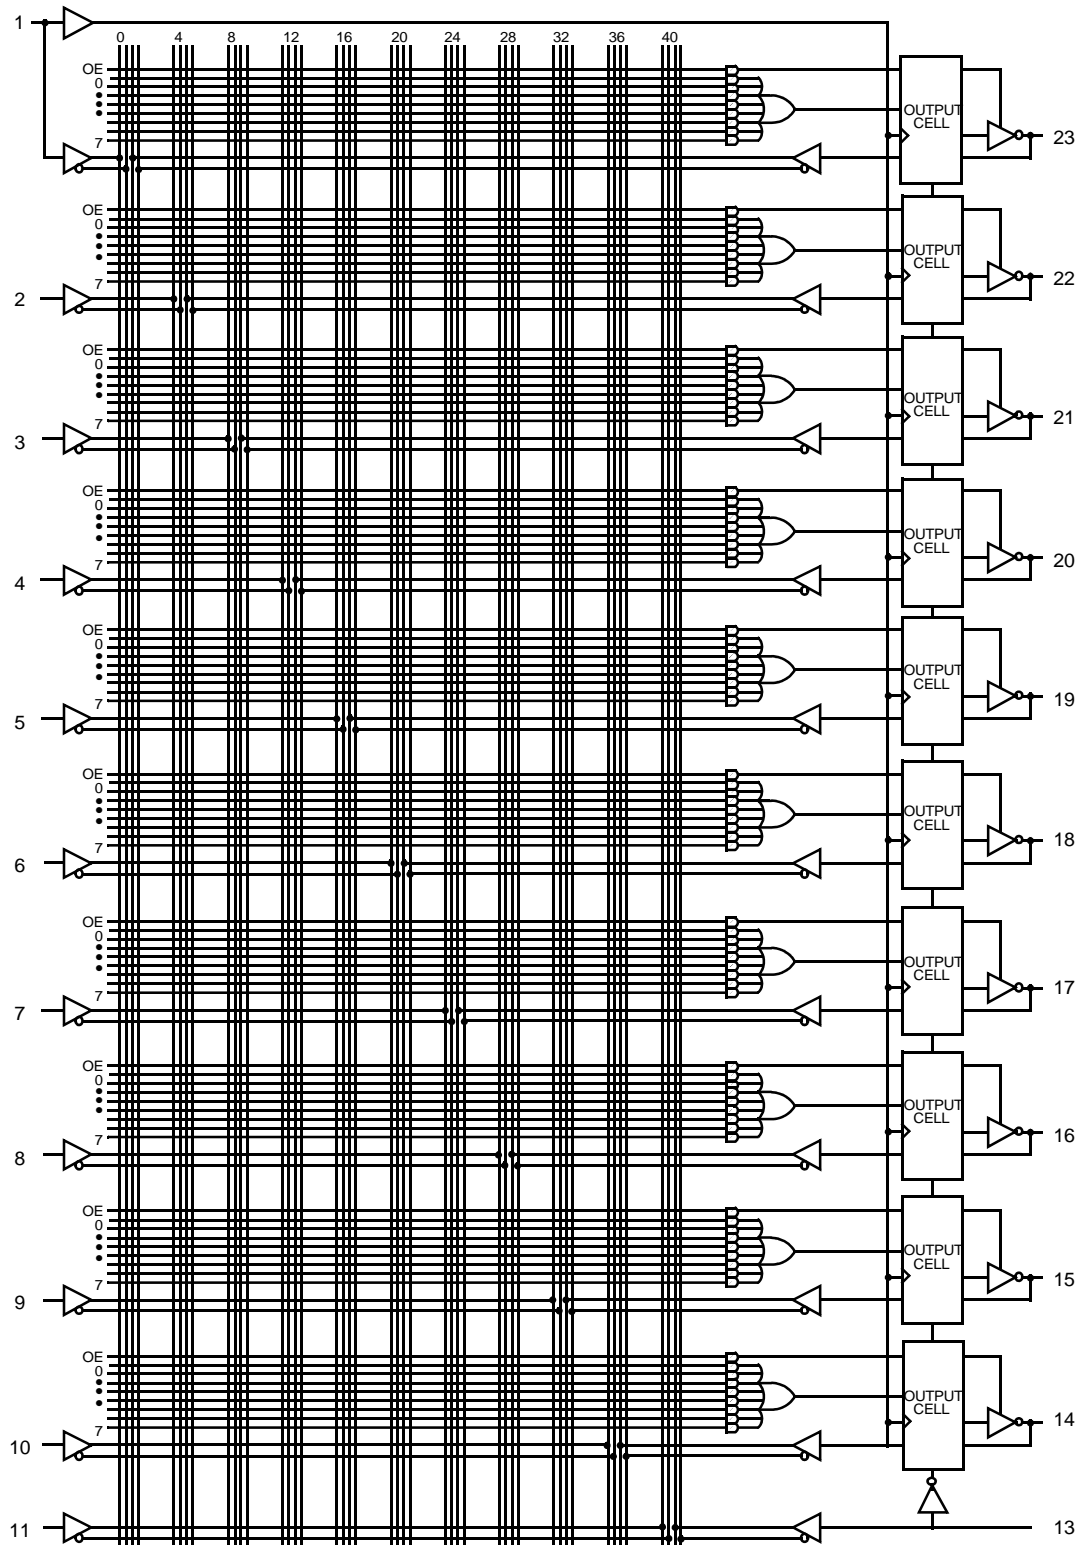 1
0 4 8 12 16 20 24 28 32 36 40
OE
0
7
OUTPUT
CELL
23
OE
0
7
OUTPUT
CELL
2
22
OE
0
7
OUTPUT
CELL
3
21
OE
0
7
OUTPUT
CELL
4
20
OE
0
7
OUTPUT
CELL
5
19
OE
0
7
OUTPUT
CELL
6
18
OE
0
7
OUTPUT
CELL
7
17
OE
0
7
OUTPUT
CELL
8
16
OE
0
7
OUTPUT
CELL
9
15
OE
0
7
OUTPUT
CELL
10
14
11
13